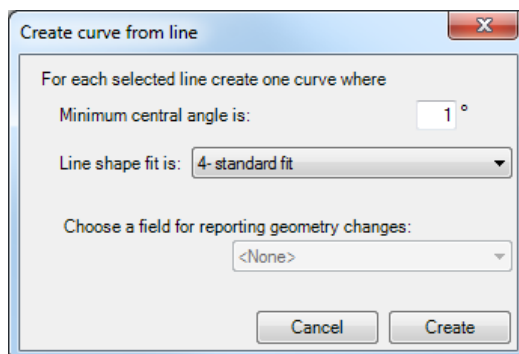 Create curve from line
For each selected line create one curve where
Minimum central angle is: 1 °
Line shape fit is: 4- standard fit
Choose a field for reporting geometry changes:
<None>
Cancel Create